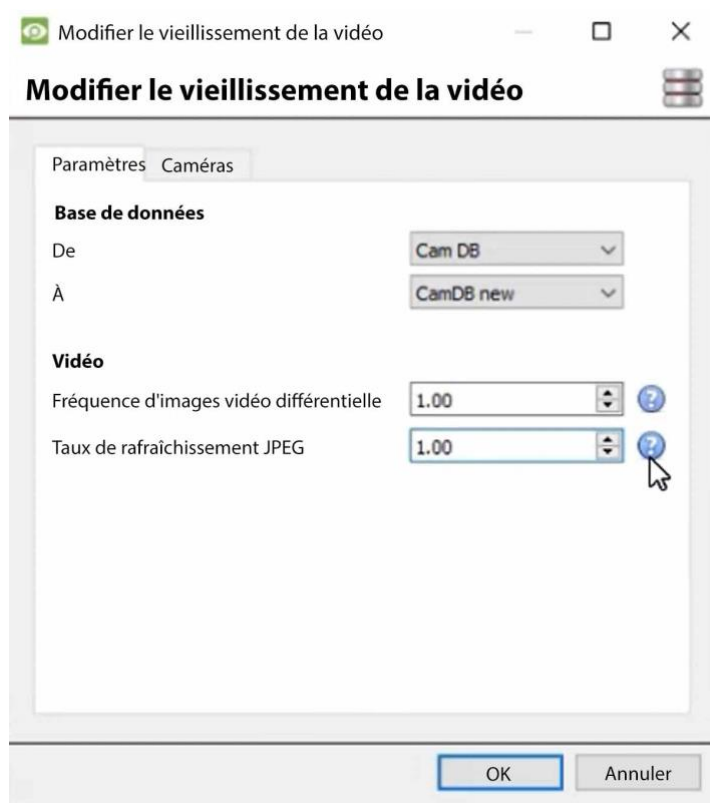 Modifier le vieillissement de la vidéo
Modifier le vieillissement de la vidéo
Paramètres Caméras
Base de données
De Cam DB
À CamDB new
Vidéo
Fréquence d'images vidéo différentielle 1.00 ?
Taux de rafraîchissement JPEG 1.00 ?
OK Annuler